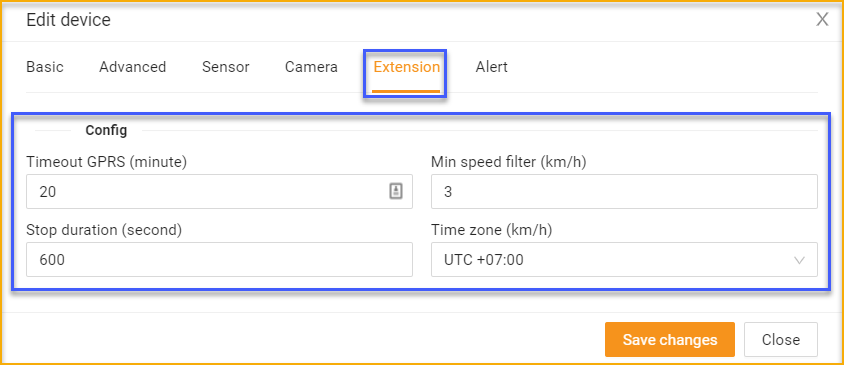 Edit device
X
Basic Advanced Sensor Camera Extension Alert
Config
Timeout GPRS (minute) Min speed filter (km/h)
20 3
Stop duration (second) Time zone (km/h)
600 UTC +07:00
Save changes Close